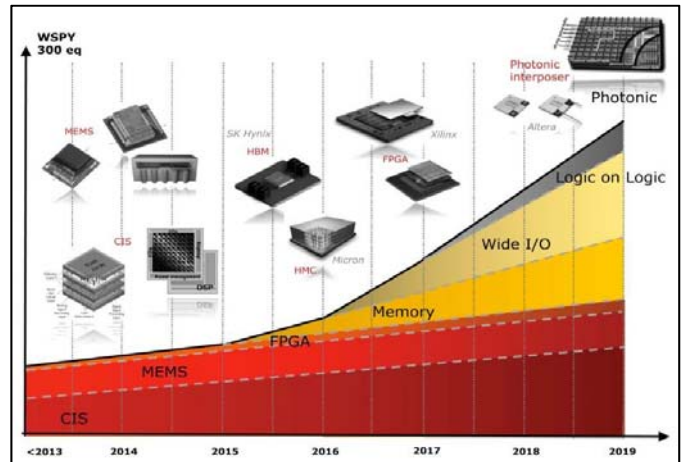 WSPY
300 eq
Photonic
interposer
Photonic
MEMS
SK Hynix
HBM
Xilinx
FPGA
Altera
Logic on Logic
CIS
DSP
HMC
Micron
Wide I/O
Memory
FPGA
MEMS
CIS
<2013
2014
2015
2016
2017
2018
2019